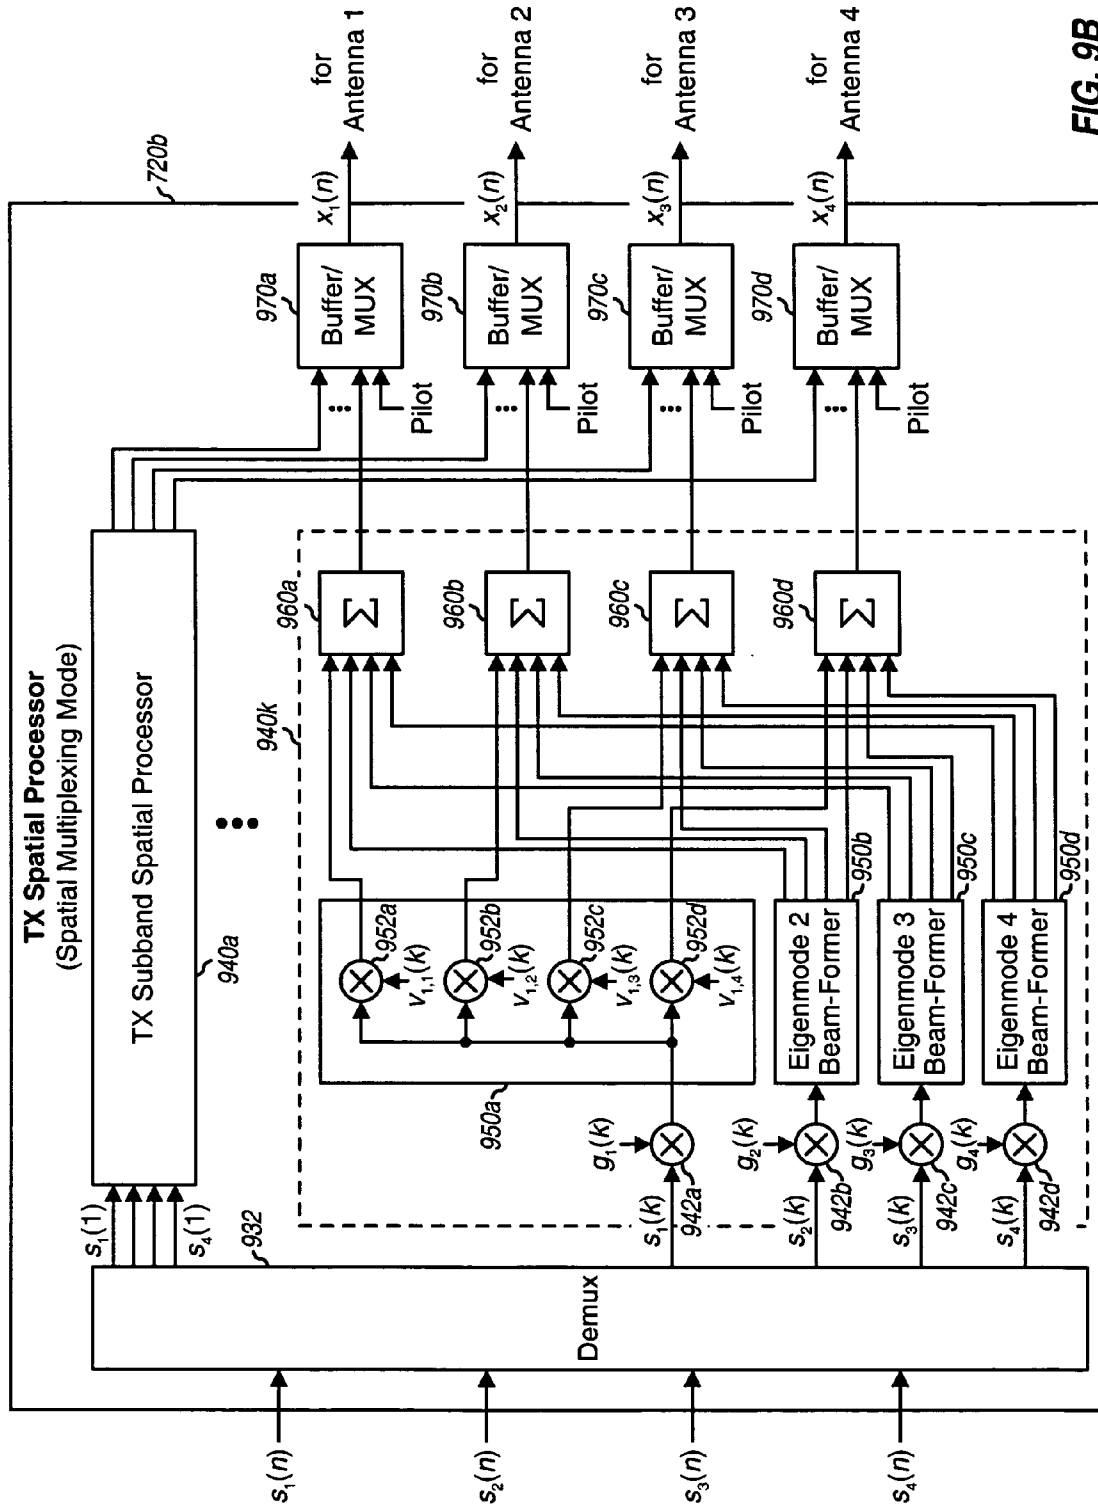 TX Spatial Processor
(Spatial Multiplexing Mode)
720b
s₁(n)
s₂(n)
s₃(n)
s₄(n)
Demux
932
s₁(1)
s₄(1)
TX Subband Spatial Processor
940a
940k
s₁(k)
g₁(k)
942a
s₂(k)
g₂(k)
942b
s₃(k)
g₃(k)
942c
s₄(k)
g₄(k)
942d
950a
952a
v₁,₁(k)
952b
v₁,₂(k)
952c
v₁,₃(k)
952d
v₁,₄(k)
Eigenmode 2
Beam-Former
950b
Eigenmode 3
Beam-Former
950c
Eigenmode 4
Beam-Former
950d
960a
Σ
960b
Σ
960c
Σ
960d
Σ
970a
Buffer/
MUX
Pilot
970b
Buffer/
MUX
Pilot
970c
Buffer/
MUX
Pilot
970d
Buffer/
MUX
Pilot
x₁(n)
for
Antenna 1
x₂(n)
for
Antenna 2
x₃(n)
for
Antenna 3
x₄(n)
for
Antenna 4
FIG. 9B